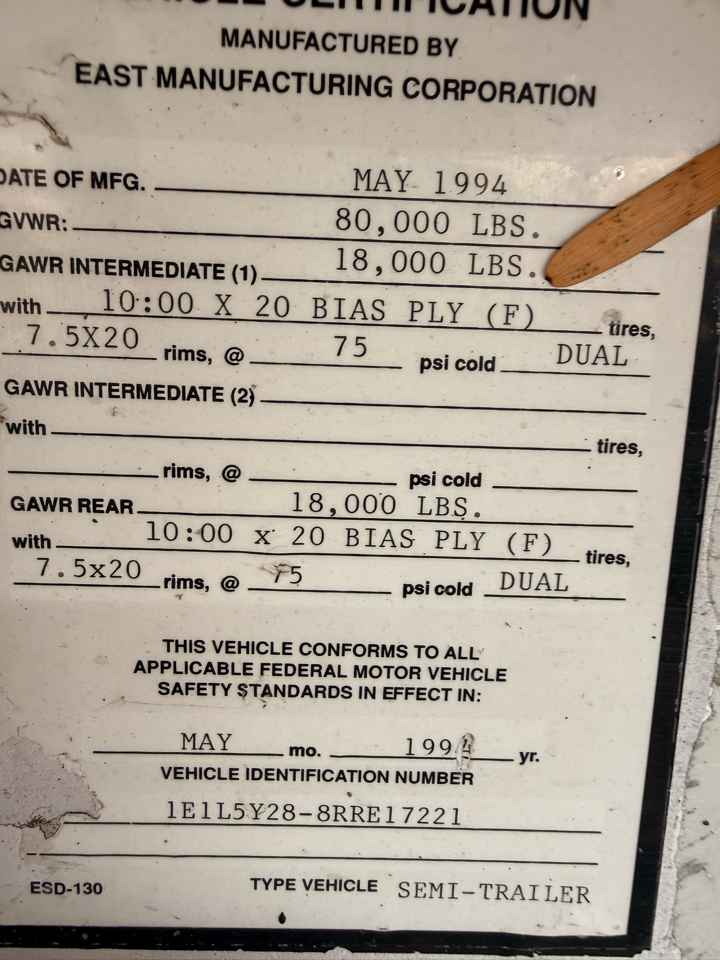 CERTIFICATION
MANUFACTURED BY
EAST MANUFACTURING CORPORATION
DATE OF MFG. MAY 1994
GVWR: 80,000 LBS.
GAWR INTERMEDIATE (1) 18,000 LBS.
with 10:00 X 20 BIAS PLY (F) tires,
7.5X20 rims, @ 75 psi cold DUAL
GAWR INTERMEDIATE (2)
with tires,
rims, @ psi cold
GAWR REAR 18,000 LBS.
with 10:00 x 20 BIAS PLY (F) tires,
7.5x20 rims, @ 75 psi cold DUAL
THIS VEHICLE CONFORMS TO ALL
APPLICABLE FEDERAL MOTOR VEHICLE
SAFETY STANDARDS IN EFFECT IN:
MAY mo. 1994 yr.
VEHICLE IDENTIFICATION NUMBER
1E1L5Y28-8RRE17221
ESD-130 TYPE VEHICLE SEMI-TRAILER